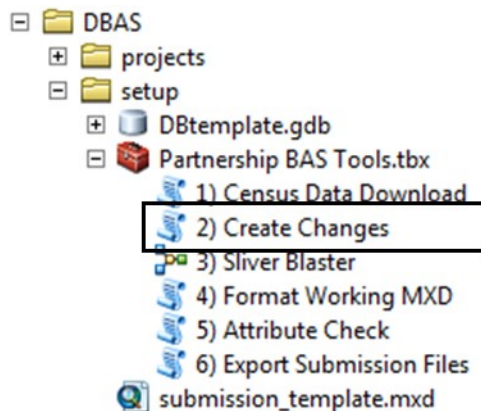 DBAS
projects
setup
DBtemplate.gdb
Partnership BAS Tools.tbx
1) Census Data Download
2) Create Changes
3) Sliver Blaster
4) Format Working MXD
5) Attribute Check
6) Export Submission Files
submission_template.mxd